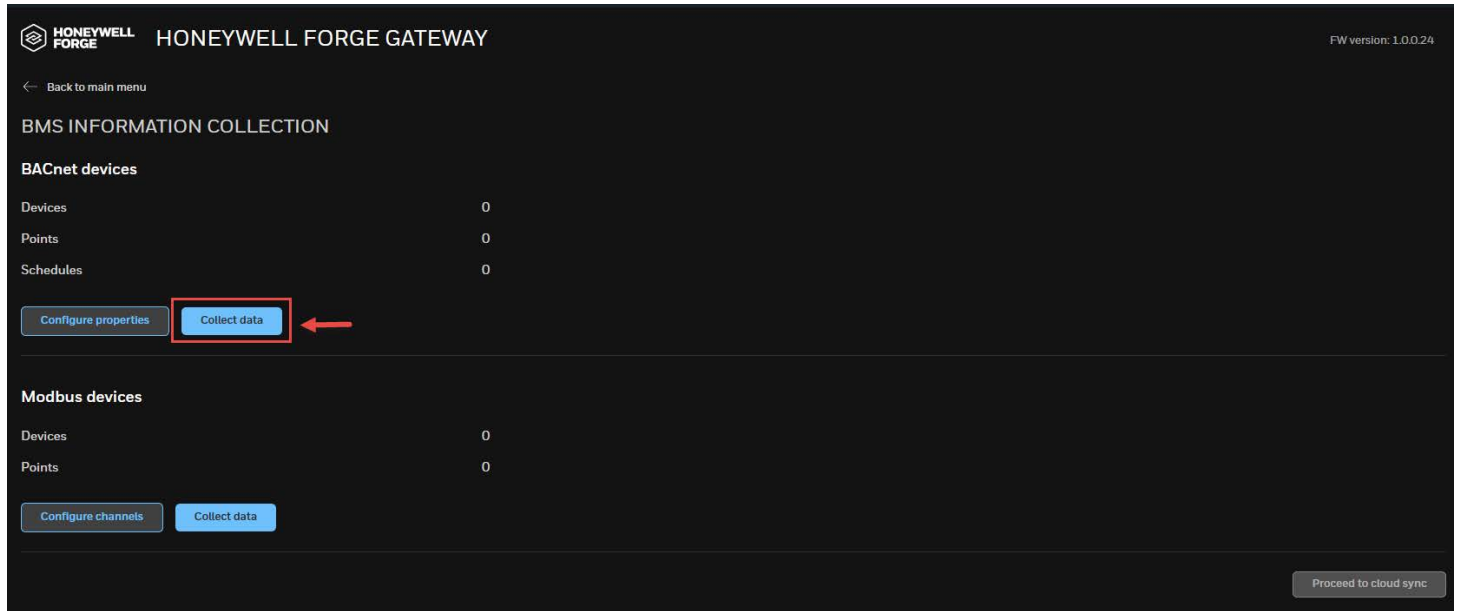 HONEYWELL FORGE HONEYWELL FORGE GATEWAY FW version: 1.0.0.24
Back to main menu
BMS INFORMATION COLLECTION
BACnet devices
Devices 0
Points 0
Schedules 0
Configure properties Collect data
Modbus devices
Devices 0
Points 0
Configure channels Collect data
Proceed to cloud sync